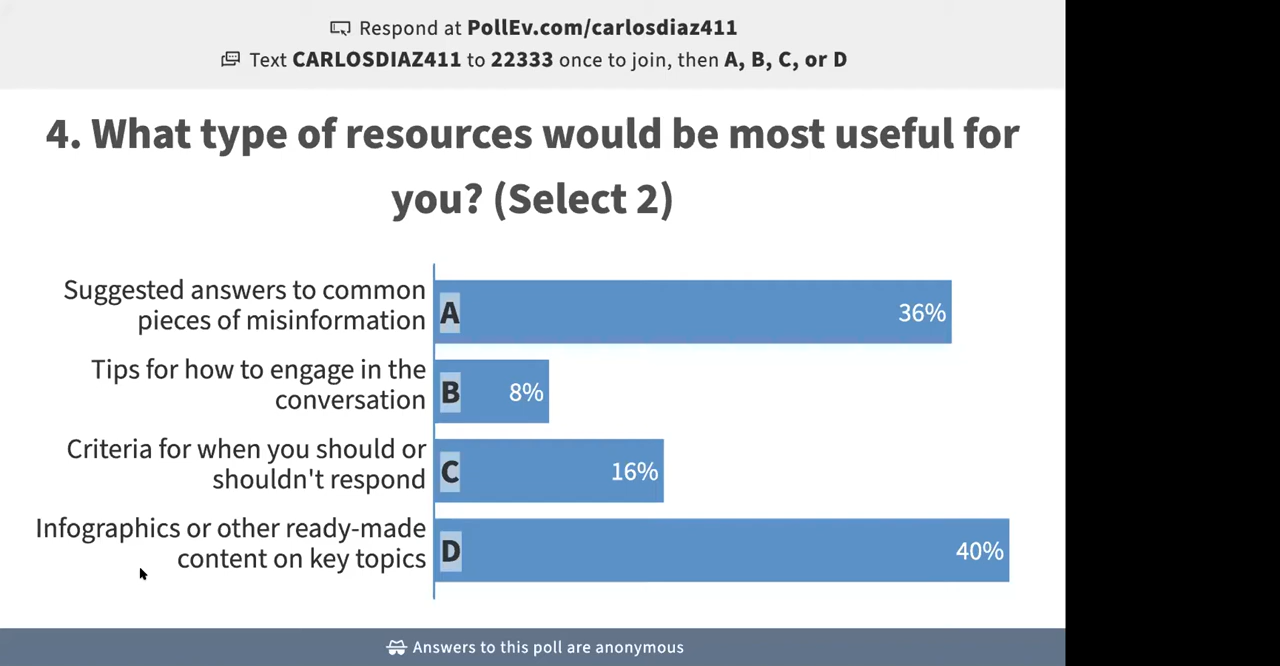 Respond at PollEv.com/carlosdiaz411
Text CARLOSDIAZ411 to 22333 once to join, then A, B, C, or D
4. What type of resources would be most useful for
you? (Select 2)
Suggested answers to common
pieces of misinformation
A
36%
Tips for how to engage in the
conversation
B
8%
Criteria for when you should or
shouldn't respond
C
16%
Infographics or other ready-made
content on key topics
D
40%
Answers to this poll are anonymous